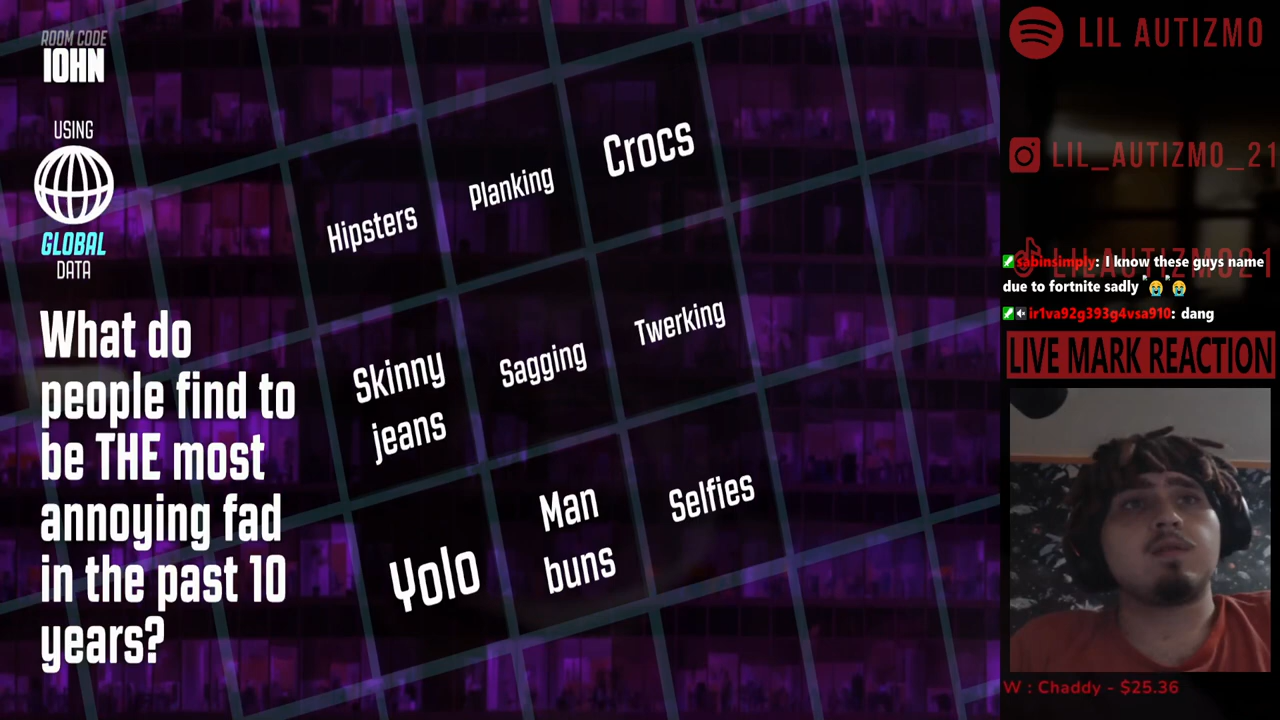 ROOM CODE
IOHN
USING
GLOBAL
DATA
What do
people find to
be THE most
annoying fad
in the past 10
years?
Hipsters
Planking
Crocs
Skinny
jeans
Sagging
Twerking
Yolo
Man
buns
Selfies
LIL AUTIZMO
LIL_AUTIZMO_21
LIL_AUTIZMO21
sabinsimply: I know these guys name
due to fortnite sadly 😭 😭
ir1va92g393g4vsa910: dang
LIVE MARK REACTION
W : Chaddy - $25.36